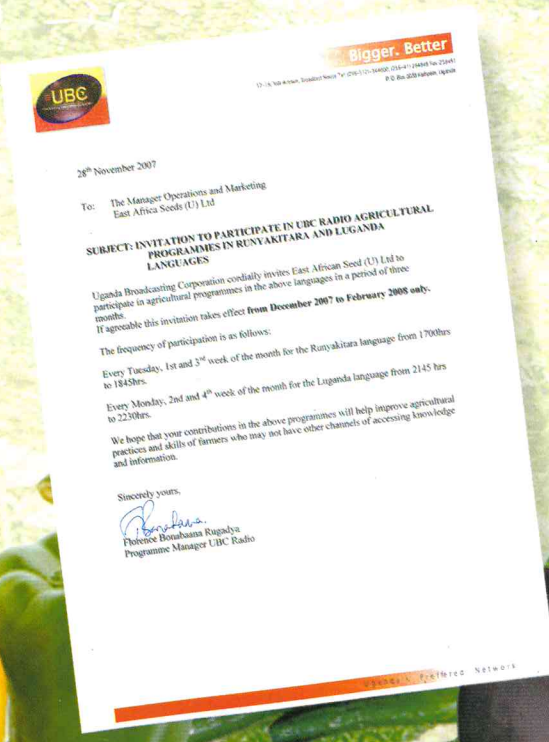 Bigger. Better
UBC
P. O. Box 2038 Kampala, Uganda
28th November 2007
To: The Manager Operations and Marketing
East Africa Seeds (U) Ltd
SUBJECT: INVITATION TO PARTICIPATE IN UBC RADIO AGRICULTURAL
PROGRAMMES IN RUNYAKITARA AND LUGANDA
LANGUAGES
Uganda Broadcasting Corporation cordially invites East African Seed (U) Ltd to
participate in agricultural programmes in the above languages in a period of three
months.
If agreeable this invitation takes effect from December 2007 to February 2008 only.
The frequency of participation is as follows:
Every Tuesday, 1st and 3rd week of the month for the Runyakitara language from 1700hrs
to 1845hrs.
Every Monday, 2nd and 4th week of the month for the Luganda language from 2145 hrs
to 2230hrs.
We hope that your contributions in the above programmes will help improve agricultural
practices and skills of farmers who may not have other channels of accessing knowledge
and information.
Sincerely yours,
Florence Bonabaana Rugadya
Programme Manager UBC Radio
Uganda's Preffered Network